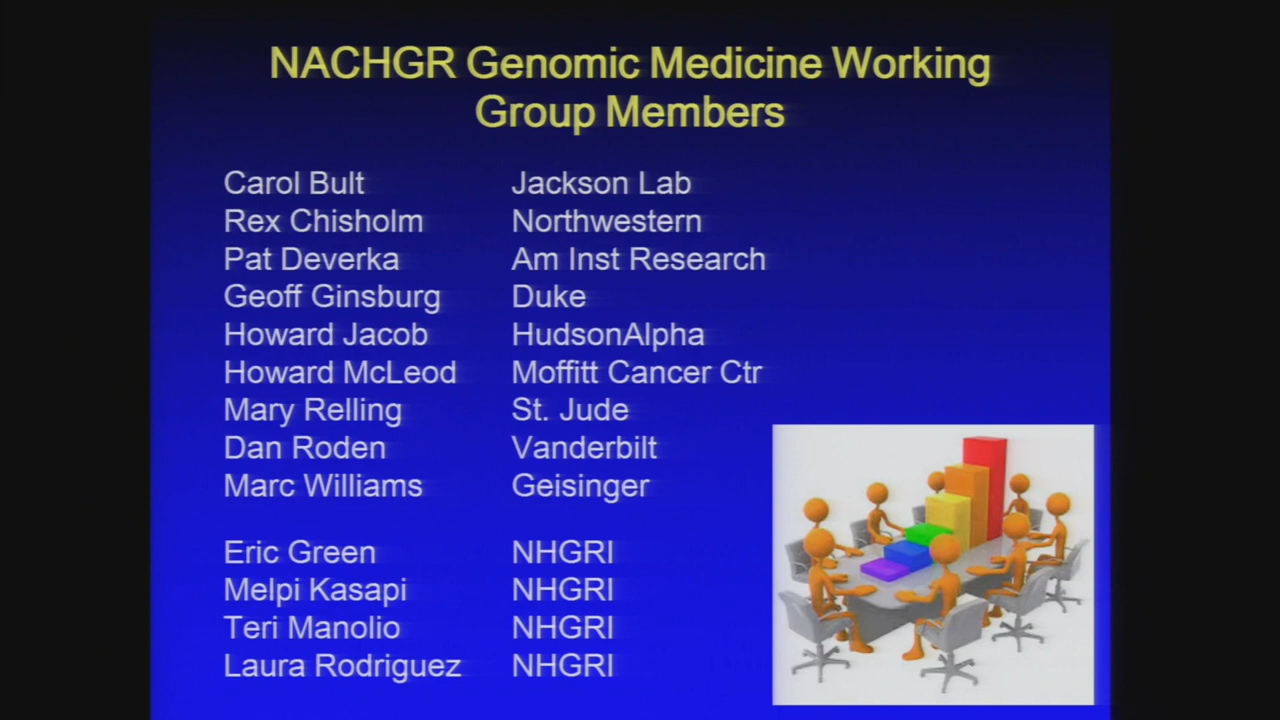 NACHGR Genomic Medicine Working
Group Members
Carol Bult Jackson Lab
Rex Chisholm Northwestern
Pat Deverka Am Inst Research
Geoff Ginsburg Duke
Howard Jacob HudsonAlpha
Howard McLeod Moffitt Cancer Ctr
Mary Relling St. Jude
Dan Roden Vanderbilt
Marc Williams Geisinger
Eric Green NHGRI
Melpi Kasapi NHGRI
Teri Manolio NHGRI
Laura Rodriguez NHGRI